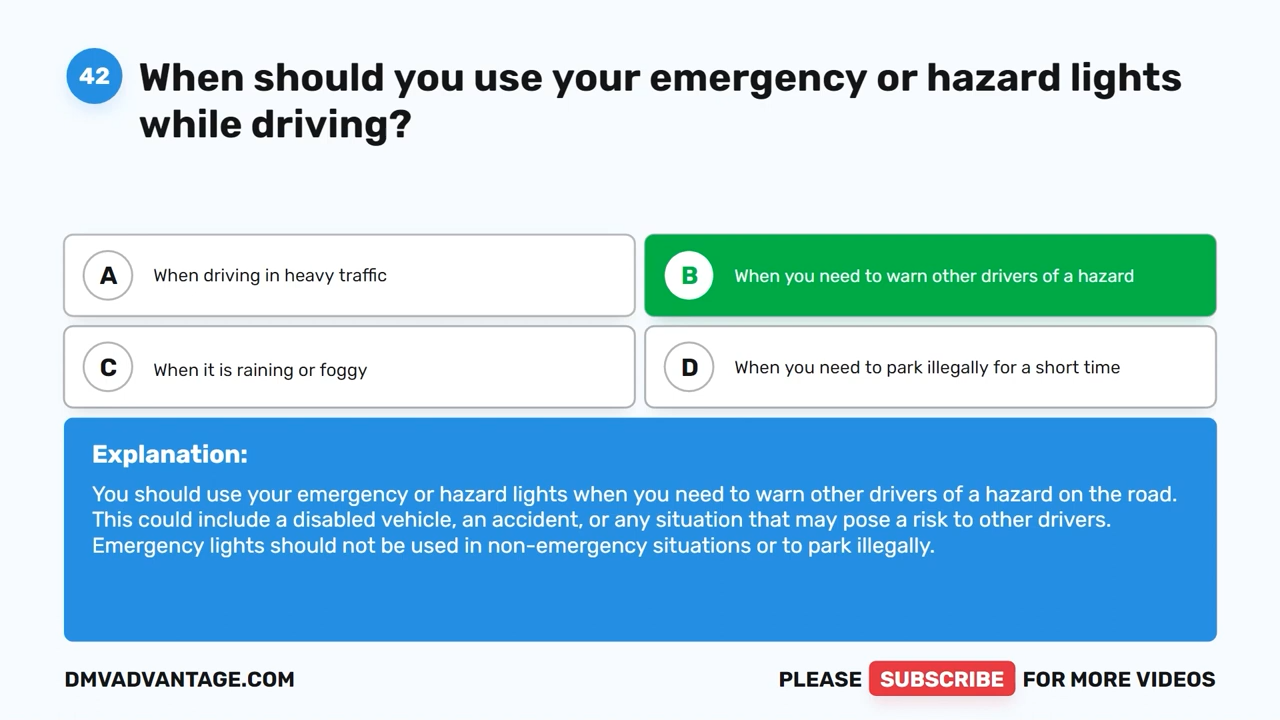 42
When should you use your emergency or hazard lights
while driving?
A
When driving in heavy traffic
B
When you need to warn other drivers of a hazard
C
When it is raining or foggy
D
When you need to park illegally for a short time
Explanation:
You should use your emergency or hazard lights when you need to warn other drivers of a hazard on the road.
This could include a disabled vehicle, an accident, or any situation that may pose a risk to other drivers.
Emergency lights should not be used in non-emergency situations or to park illegally.
DMVADVANTAGE.COM
PLEASE SUBSCRIBE FOR MORE VIDEOS